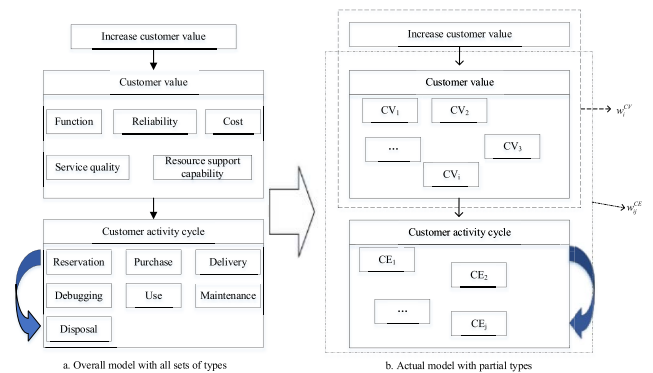 Increase customer value
Customer value
Function
Reliability
Cost
Service quality
Resource support
capability
Customer activity cycle
Reservation
Purchase
Delivery
Debugging
Use
Maintenance
Disposal
a. Overall model with all sets of types
Increase customer value
Customer value
CV1
CV2
...
CV3
CVi
Customer activity cycle
CE1
CE2
...
CEj
b. Actual model with partial types
wiCV
wijCE